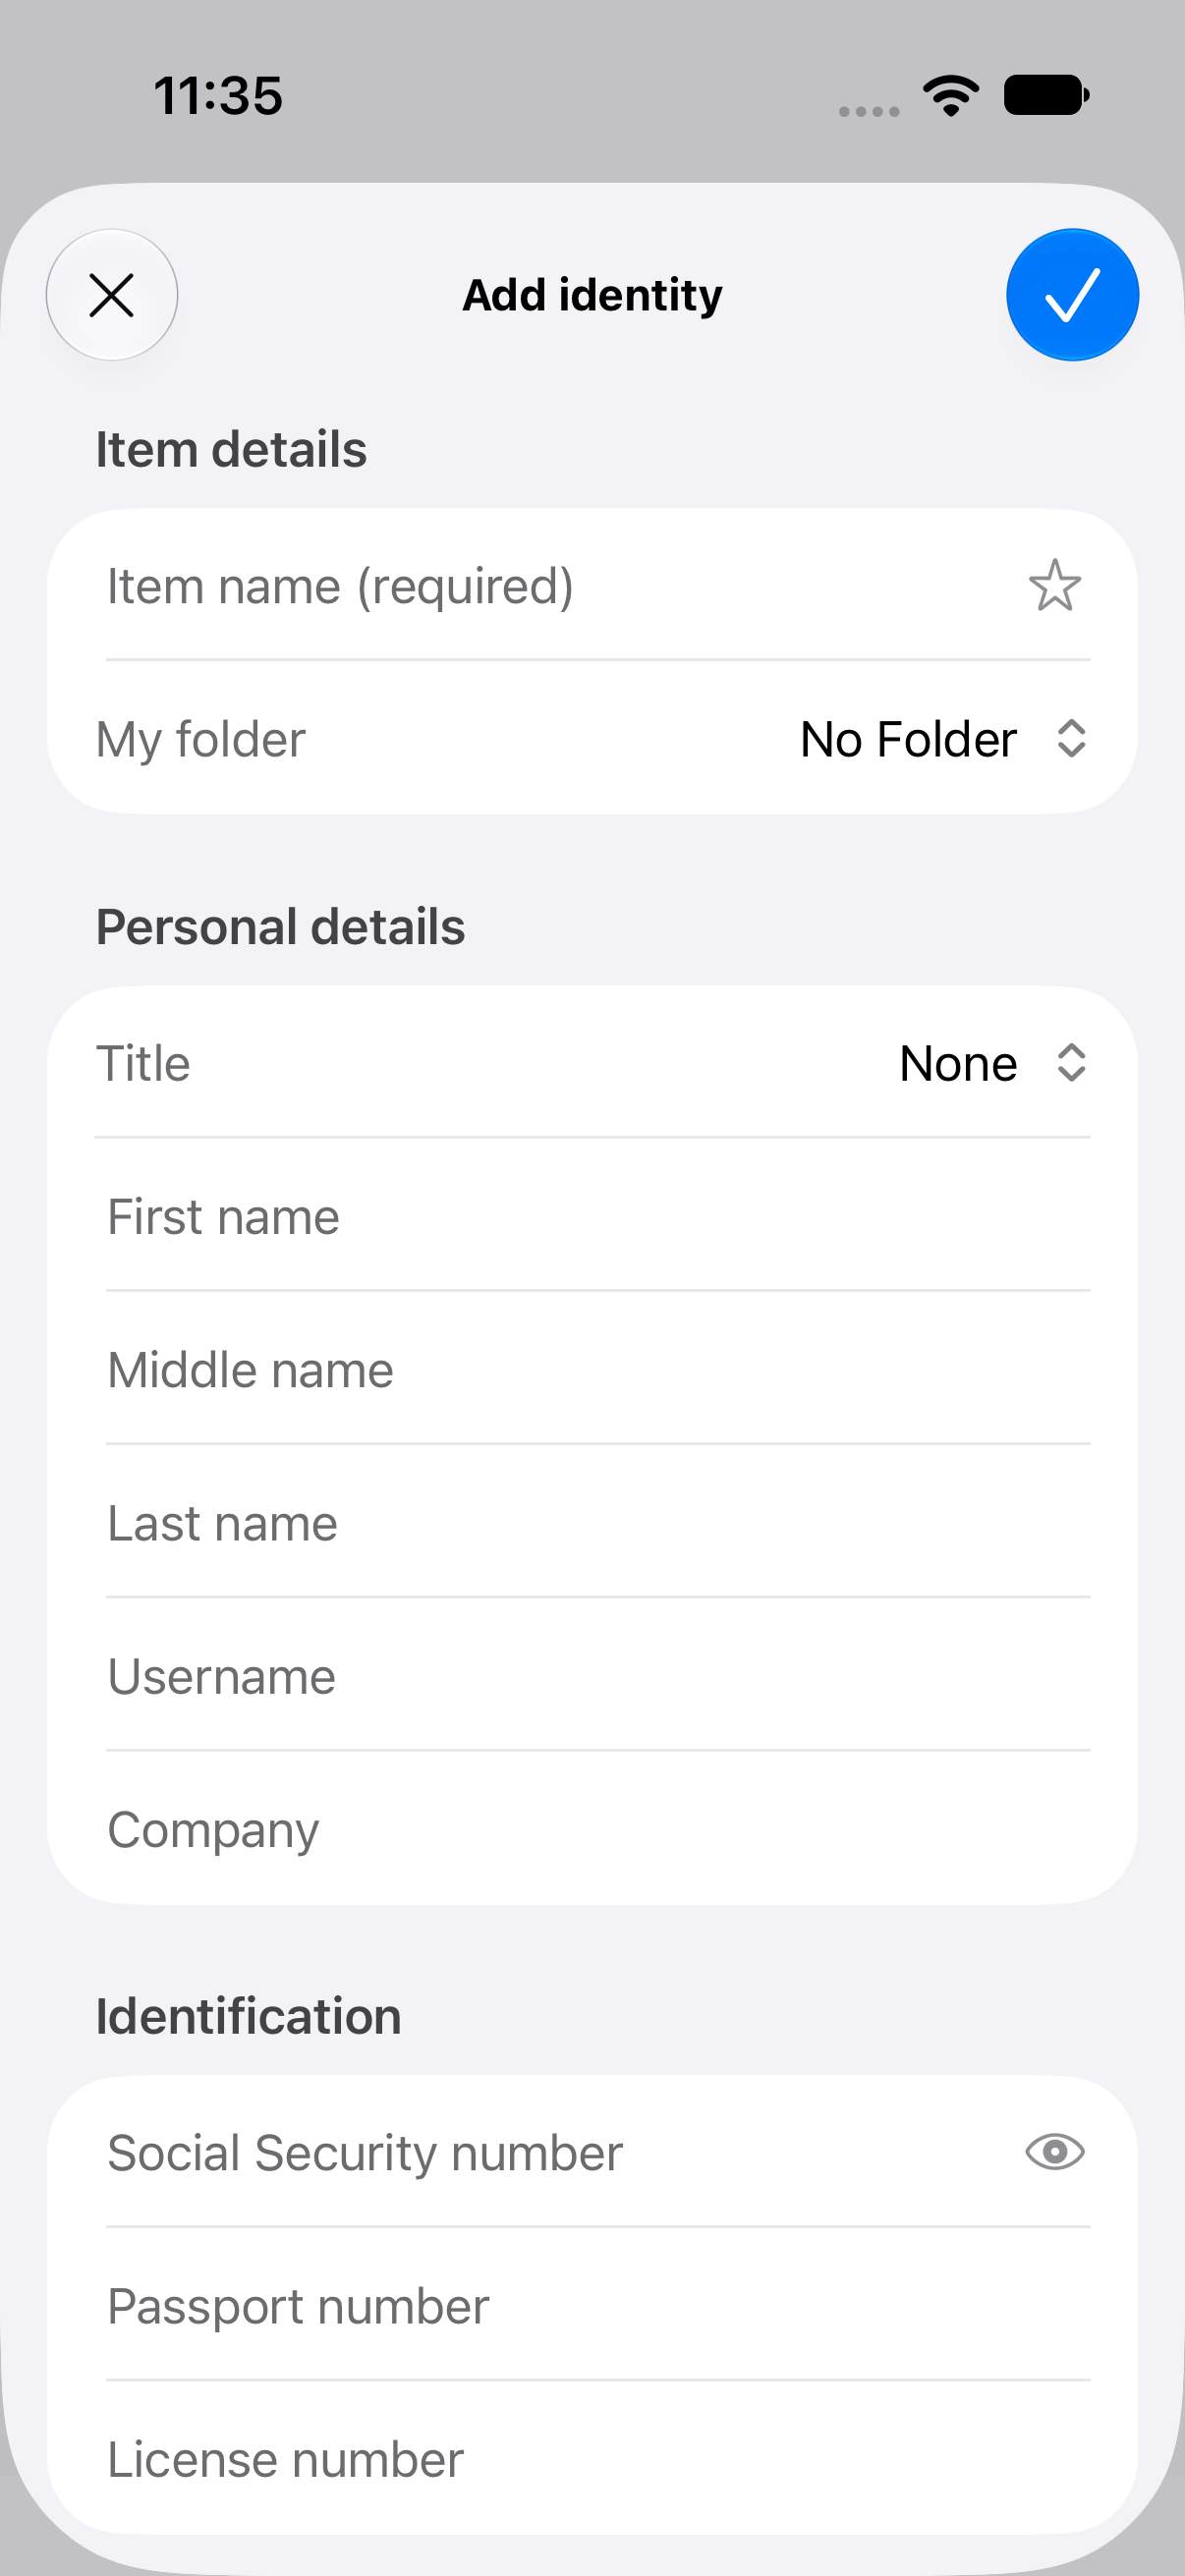 11:35
Add identity
Item details
Item name (required)
My folder No Folder
Personal details
Title None
First name
Middle name
Last name
Username
Company
Identification
Social Security number
Passport number
License number